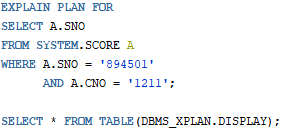 EXPLAIN PLAN FOR
SELECT A.SNO
FROM SYSTEM.SCORE A
WHERE A.SNO = '894501'
AND A.CNO = '1211';
SELECT * FROM TABLE(DBMS_XPLAN.DISPLAY);